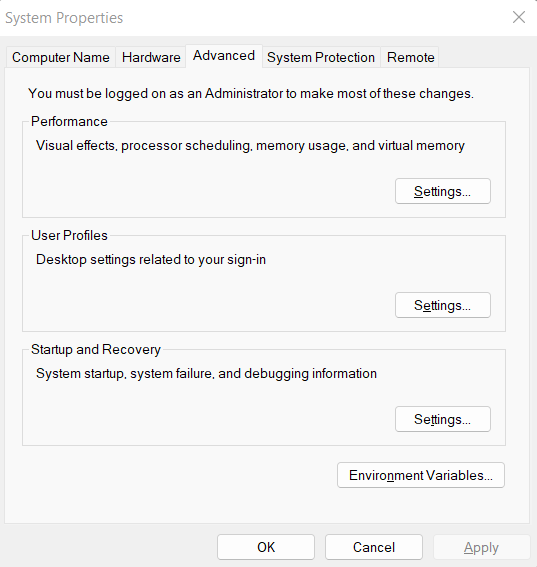 System Properties
Computer Name Hardware Advanced System Protection Remote
You must be logged on as an Administrator to make most of these changes.
Performance
Visual effects, processor scheduling, memory usage, and virtual memory
Settings...
User Profiles
Desktop settings related to your sign-in
Settings...
Startup and Recovery
System startup, system failure, and debugging information
Settings...
Environment Variables...
OK Cancel Apply